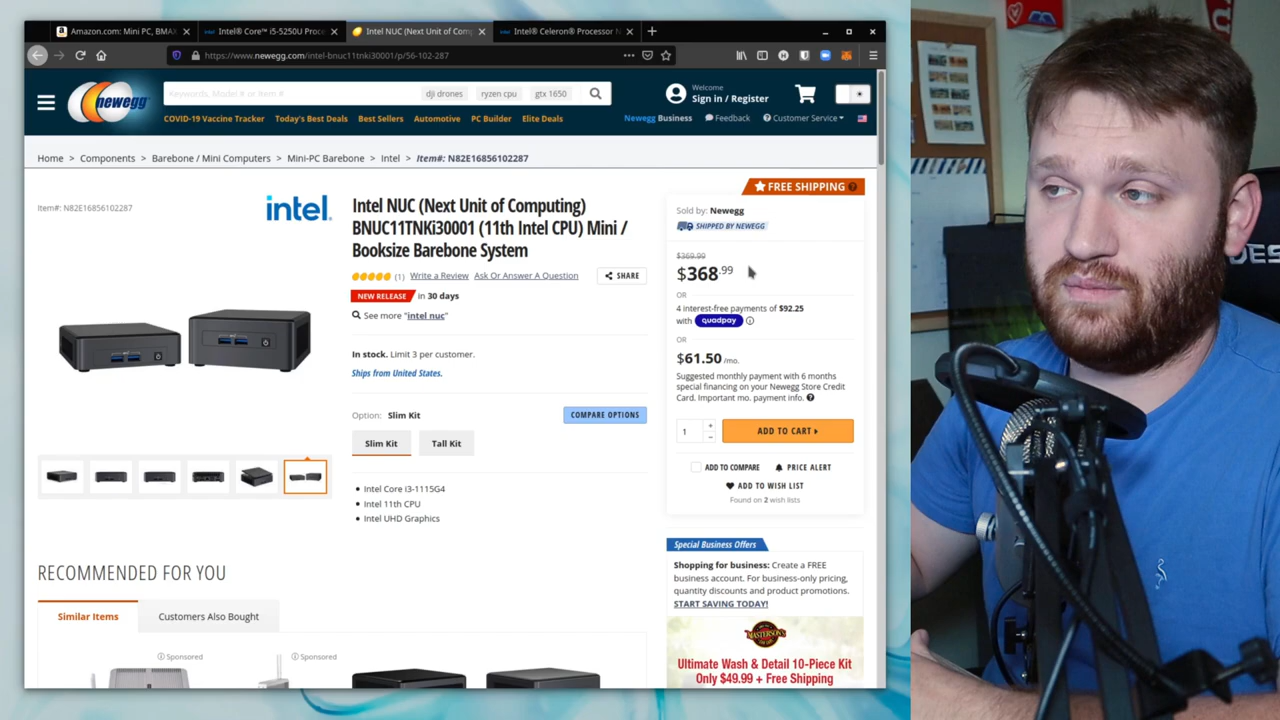 Amazon.com: Mini PC, BMAX
Intel® Core™ i5-5250U Proc
Intel NUC (Next Unit of Comp
Intel® Celeron® Processor N
https://www.newegg.com/intel-bnuc11tnki30001/p/56-102-287
newegg
Keywords, Model # or Item #
dji drones
ryzen cpu
gtx 1650
Welcome
Sign in / Register
COVID-19 Vaccine Tracker
Today's Best Deals
Best Sellers
Automotive
PC Builder
Elite Deals
Newegg Business
Feedback
Customer Service
Home > Components > Barebone / Mini Computers > Mini-PC Barebone > Intel > Item#: N82E16856102287
Item#: N82E16856102287
intel.
Intel NUC (Next Unit of Computing)
BNUC11TNKi30001 (11th Intel CPU) Mini /
Booksize Barebone System
(1) Write a Review Ask Or Answer A Question
SHARE
NEW RELEASE in 30 days
See more "intel nuc"
In stock. Limit 3 per customer.
Ships from United States.
Option: Slim Kit
COMPARE OPTIONS
Slim Kit
Tall Kit
• Intel Core i3-1115G4
• Intel 11th CPU
• Intel UHD Graphics
FREE SHIPPING
Sold by: Newegg
SHIPPED BY NEWEGG
$369.99
$368.99
OR
4 interest-free payments of $92.25
with quadpay
OR
$61.50 /mo.
Suggested monthly payment with 6 months
special financing on your Newegg Store Credit
Card. Important mo. payment info.
1
ADD TO CART
ADD TO COMPARE
PRICE ALERT
ADD TO WISH LIST
Found on 2 wish lists
Special Business Offers
Shopping for business: Create a FREE
business account. For business-only pricing,
quantity discounts and product promotions.
START SAVING TODAY!
MASTERSON'S
Ultimate Wash & Detail 10-Piece Kit
Only $49.99 + Free Shipping
RECOMMENDED FOR YOU
Similar Items
Customers Also Bought
Sponsored
Sponsored